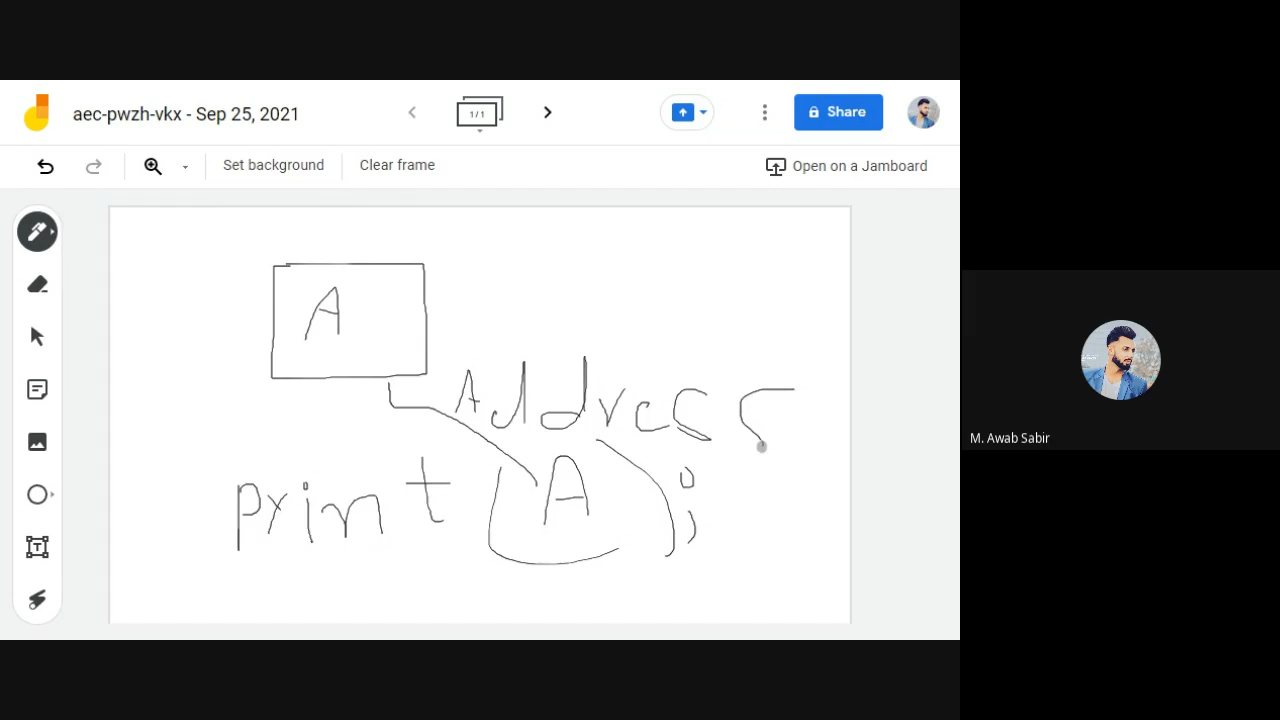 aec-pwzh-vkx - Sep 25, 2021
1/1
Share
Set background
Clear frame
Open on a Jamboard
A
Address
print (A);
T
M. Awab Sabir